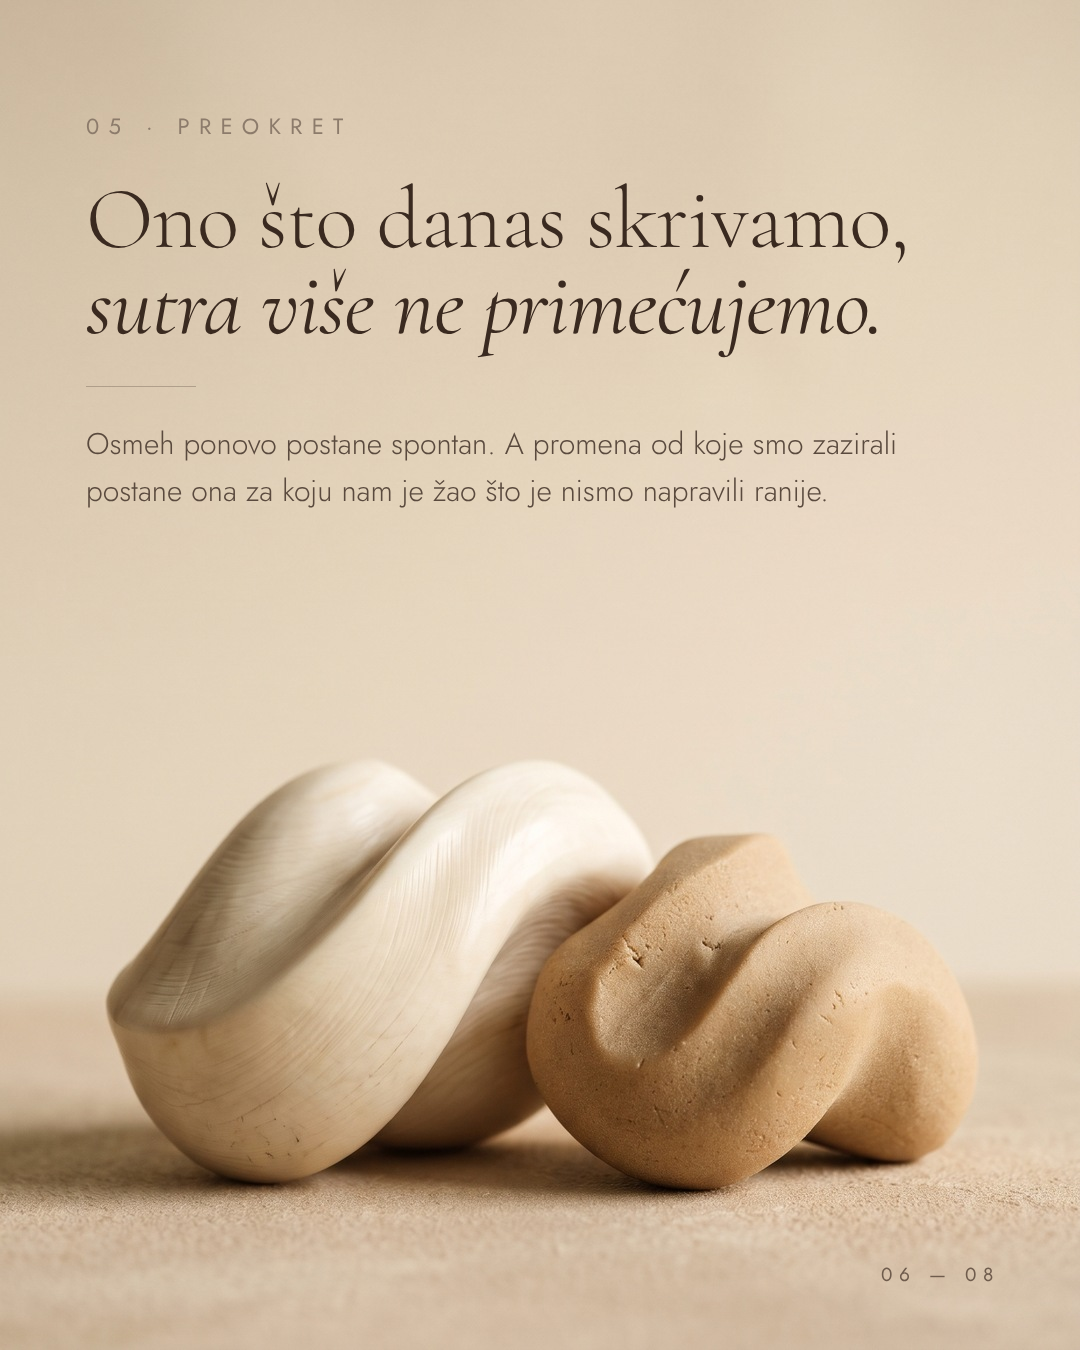 05 · PREOKRET
Ono što danas skrivamo,
sutra više ne primećujemo.
Osmeh ponovo postane spontan. A promena od koje smo zazirali
postane ona za koju nam je žao što je nismo napravili ranije.
06 — 08